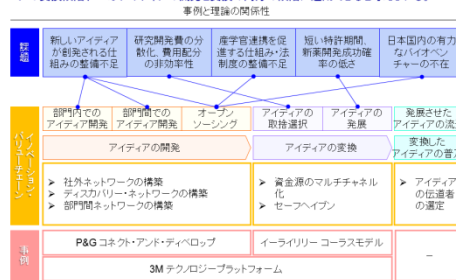 事例と理論の関係性
課題
新しいアイディア
が創発される仕
組みの整備不足
研究開発費の分
散化、費用配分
の非効率性
産学官連携を促
進する仕組み・法
制度の整備不備
短い特許期間、
新薬開発成功確
率の低さ
日本国内の有力
なバイオベン
チャーの不在
イノベーション・
バリューチェーン
部門内での
アイディア開発
部門間での
アイディア開発
オープン
ソーシング
アイディアの
取捨選択
アイディアの
発展
発展させた
アイディアの流
アイディアの開発
アイディアの変換
変換した
アイディアの普
➢ 社外ネットワークの構築
➢ ディスカバリー・ネットワークの構築
➢ 部門間ネットワークの構築
➢ 資金源のマルチチャネル
化
➢ セーフヘイブン
➢ アイディア
の伝道者
の選定
事例
P&G コネクト・アンド・ディベロップ
イーライリリー コーラスモデル
3M テクノロジープラットフォーム
–